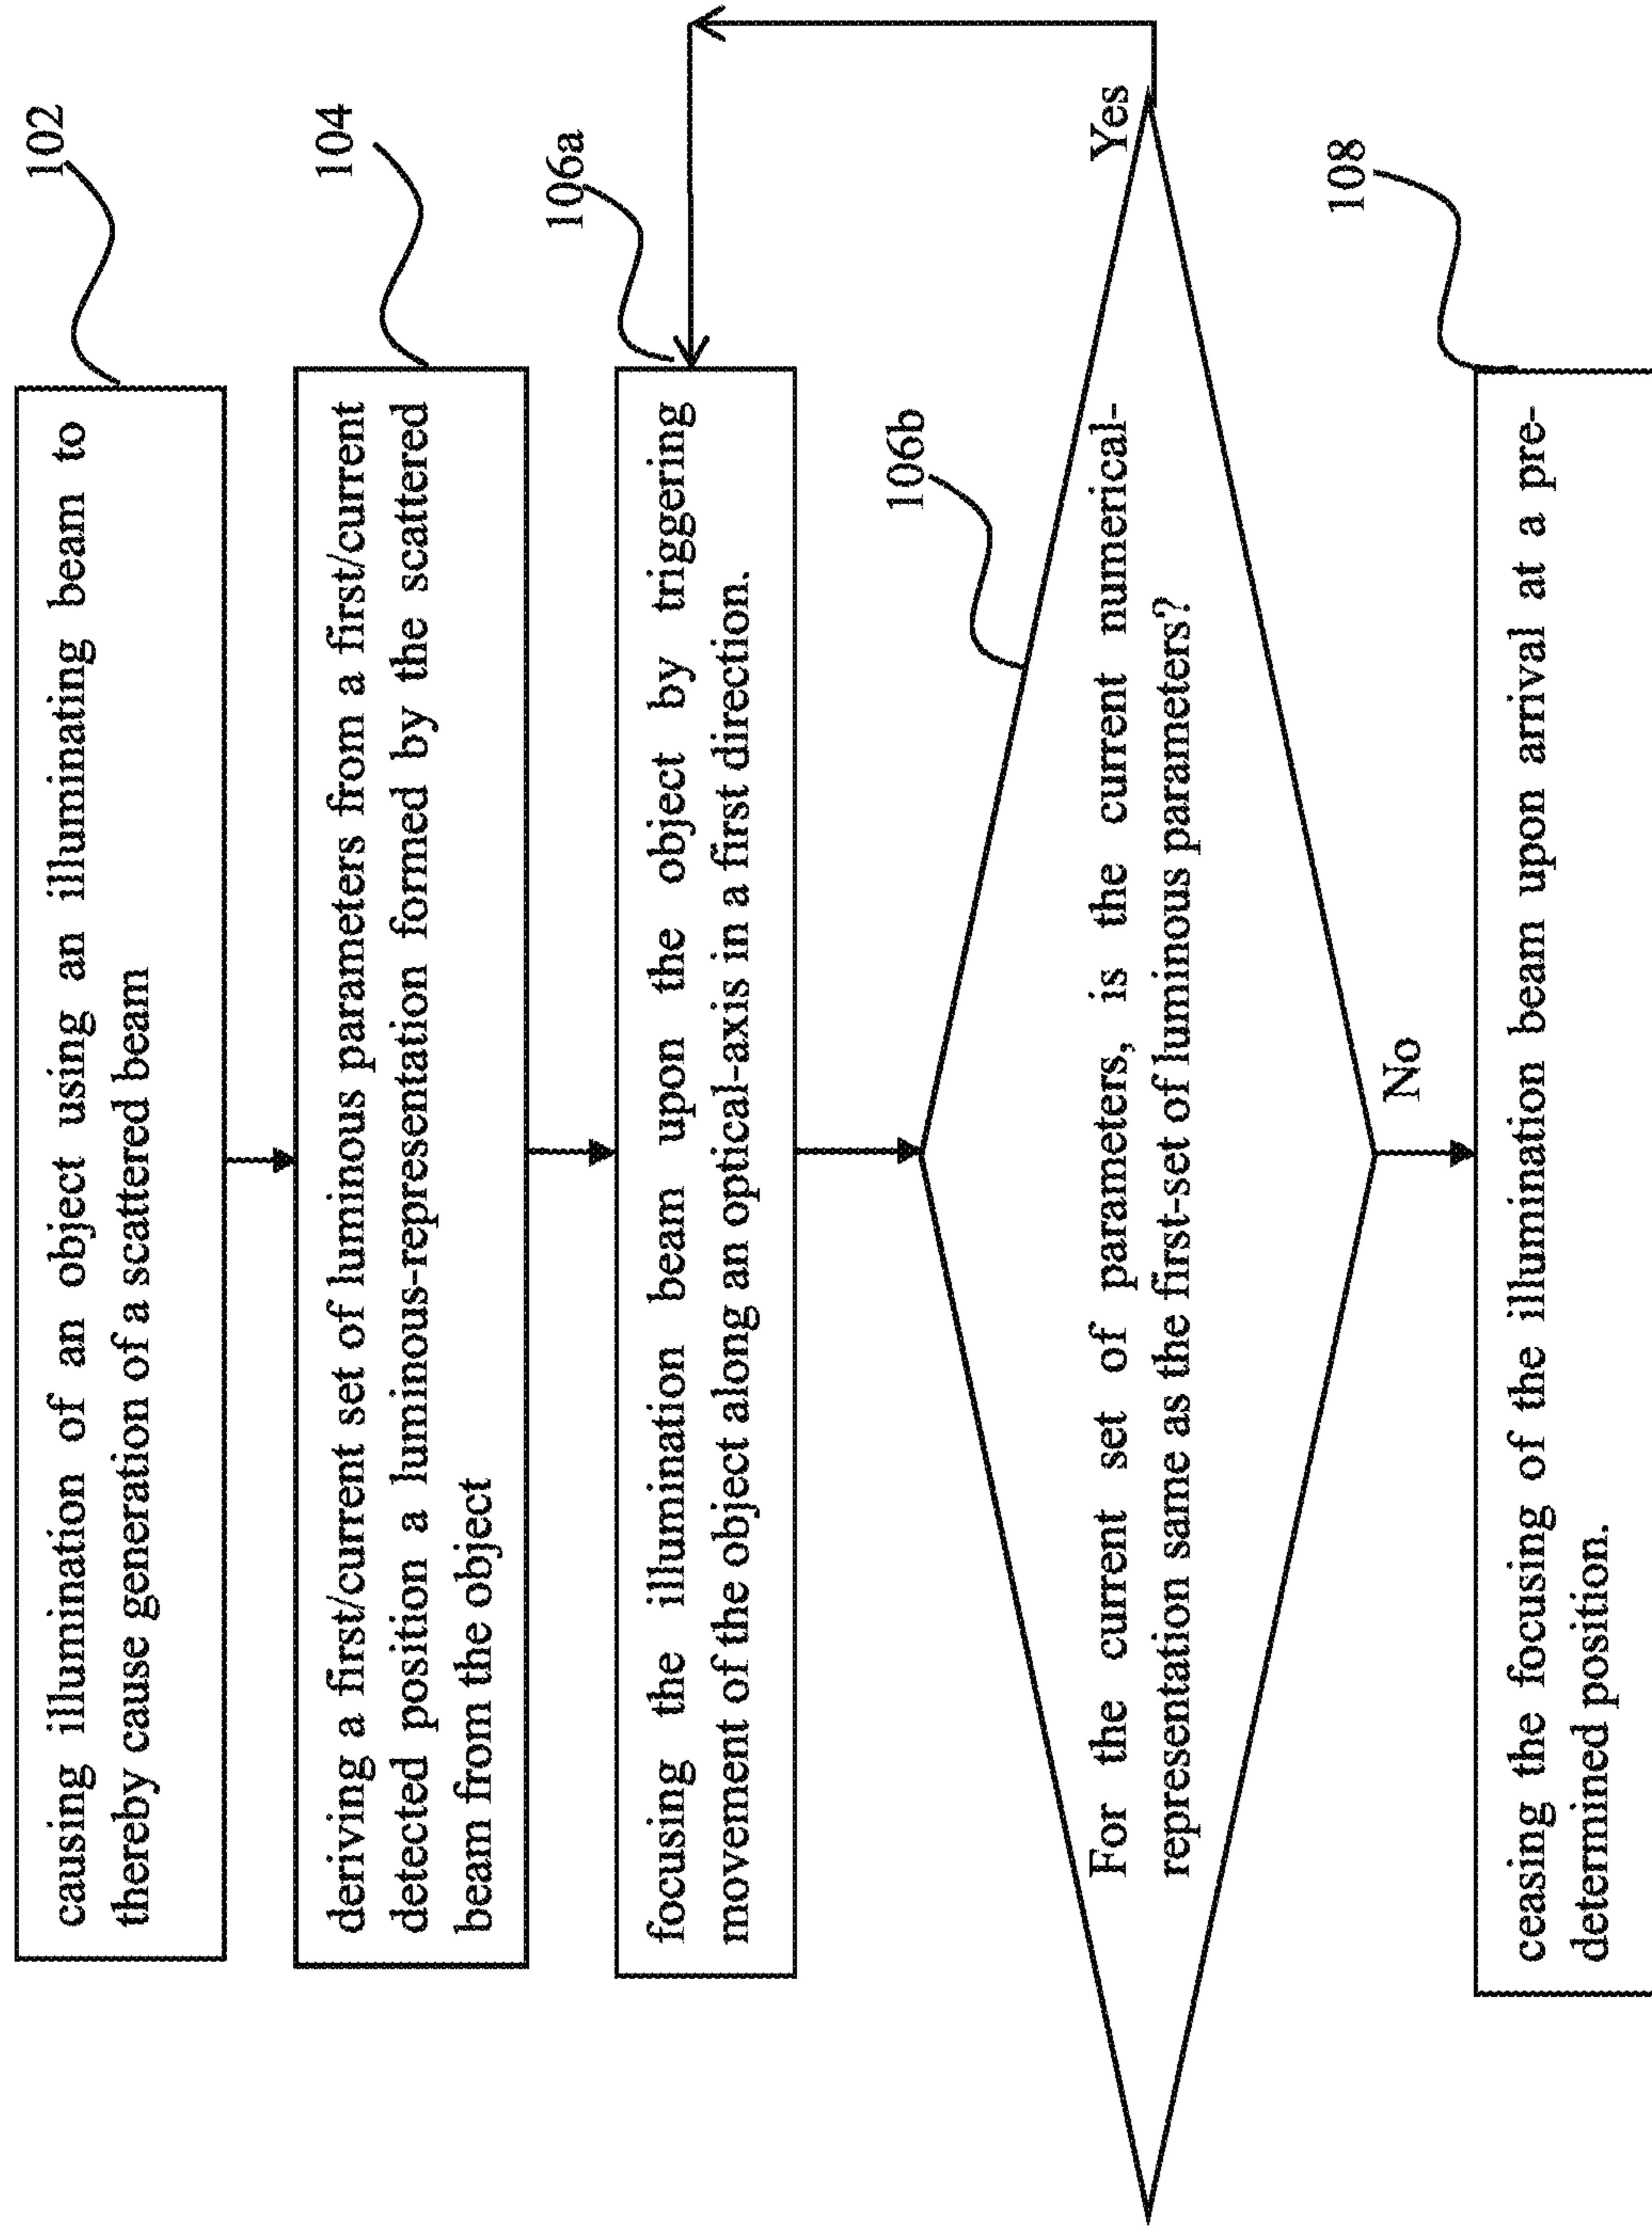 102
causing illumination of an object using an illuminating beam to
thereby cause generation of a scattered beam
104
deriving a first/current set of luminous parameters from a first/current
detected position a luminous-representation formed by the scattered
beam from the object
106a
focusing the illumination beam upon the object by triggering
movement of the object along an optical-axis in a first direction.
106b
For the current set of parameters, is the current numerical-
representation same as the first-set of luminous parameters?
Yes
No
108
ceasing the focusing of the illumination beam upon arrival at a pre-
determined position.